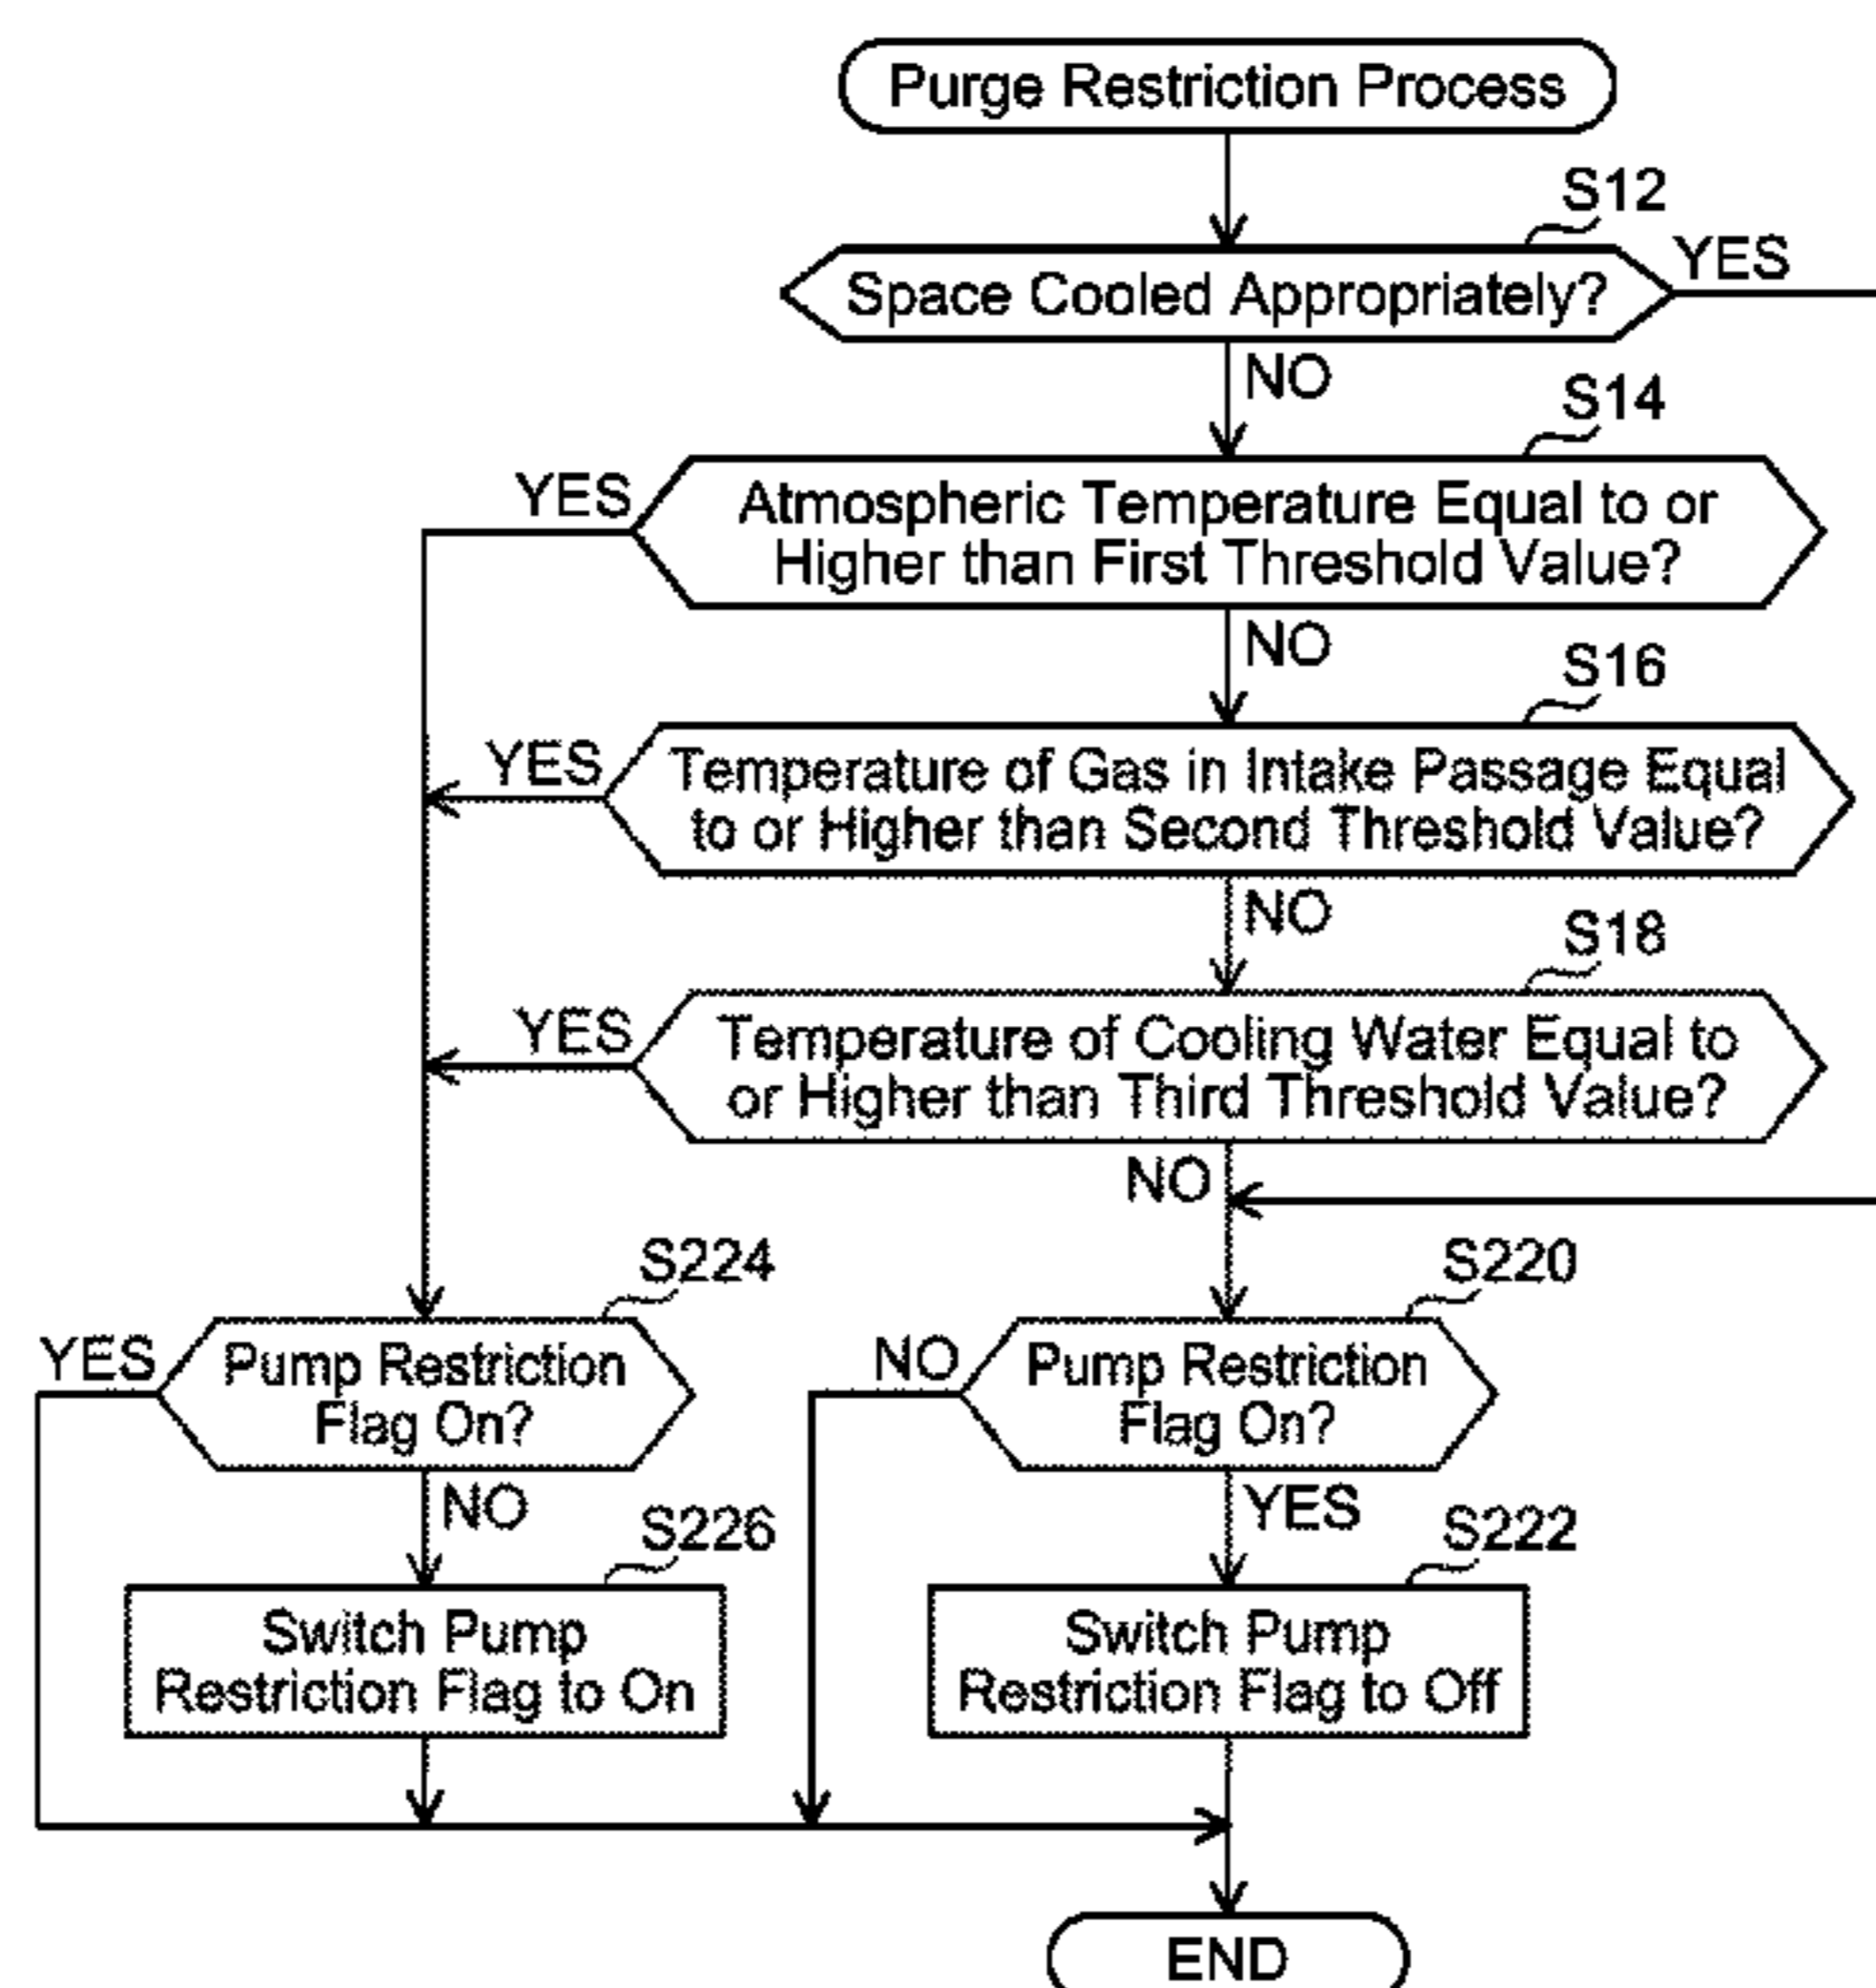 Purge Restriction Process
S12
Space Cooled Appropriately?
YES
NO
S14
YES
Atmospheric Temperature Equal to or
Higher than First Threshold Value?
NO
S16
YES
Temperature of Gas in Intake Passage Equal
to or Higher than Second Threshold Value?
NO
S18
YES
Temperature of Cooling Water Equal to
or Higher than Third Threshold Value?
NO
S224
S220
YES
Pump Restriction
Flag On?
NO
Pump Restriction
Flag On?
NO
S226
YES
S222
Switch Pump
Restriction Flag to On
Switch Pump
Restriction Flag to Off
END